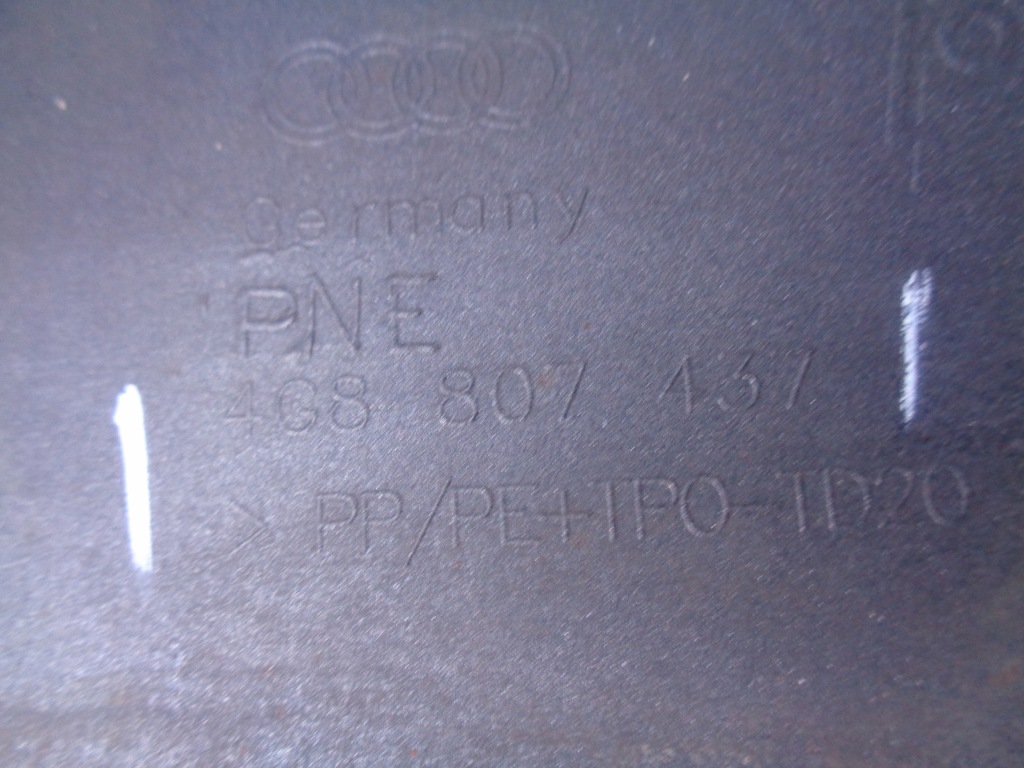 Germany
PNE
4G8 807 437
> PP/PE+TPO-TD20